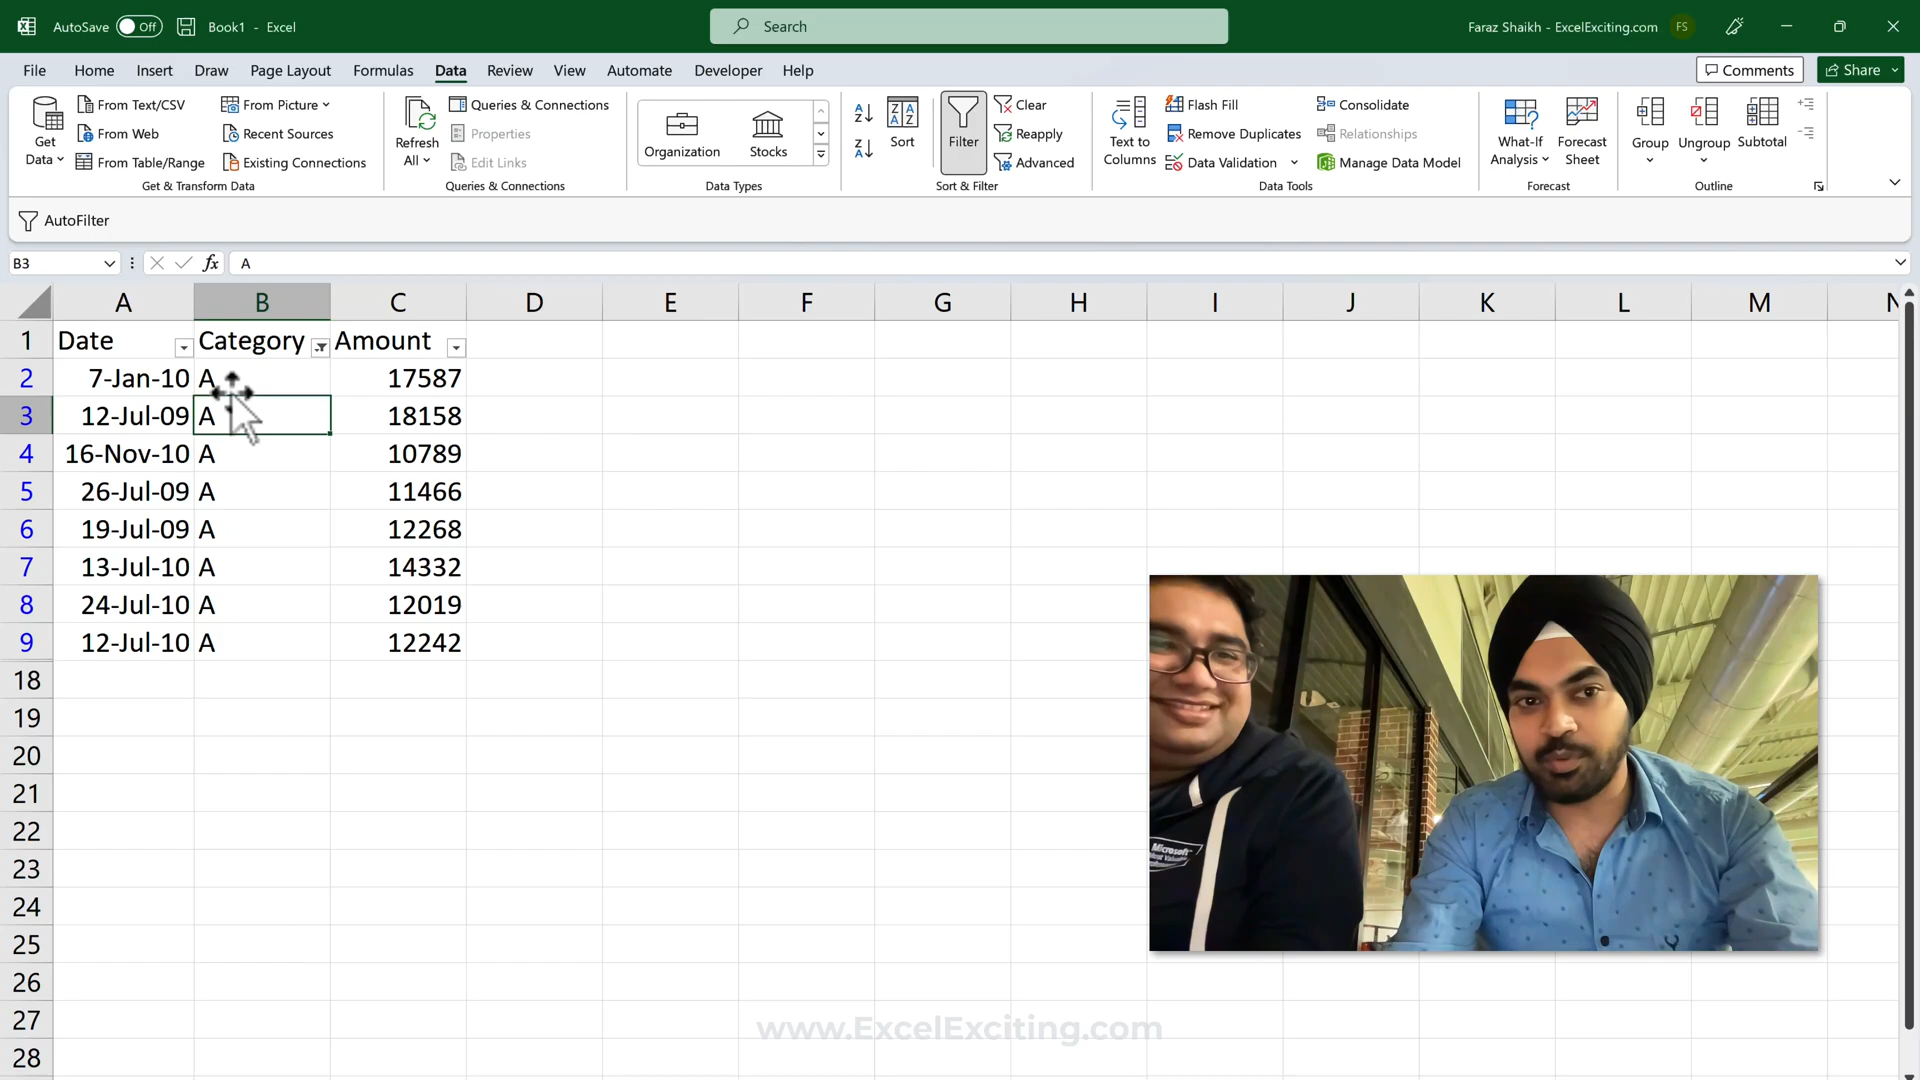 AutoSave Off Book1 - Excel Search Faraz Shaikh - ExcelExciting.com FS
File Home Insert Draw Page Layout Formulas Data Review View Automate Developer Help Comments Share
Get Data From Text/CSV From Web From Table/Range From Picture Recent Sources Existing Connections
Get & Transform Data
Refresh All Queries & Connections Properties Edit Links
Queries & Connections
Organization Stocks
Data Types
Sort Filter Clear Reapply Advanced
Sort & Filter
Text to Columns Flash Fill Remove Duplicates Data Validation Consolidate Relationships Manage Data Model
Data Tools
What-If Analysis Forecast Sheet
Forecast
Group Ungroup Subtotal
Outline
AutoFilter
B3 fx A
A B C D E F G H I J K L M N
1 Date Category Amount
2 7-Jan-10 A 17587
3 12-Jul-09 A 18158
4 16-Nov-10 A 10789
5 26-Jul-09 A 11466
6 19-Jul-09 A 12268
7 13-Jul-10 A 14332
8 24-Jul-10 A 12019
9 12-Jul-10 A 12242
18
19
20
21
22
23
24
25
26
27
28
Microsoft
www.ExcelExciting.com